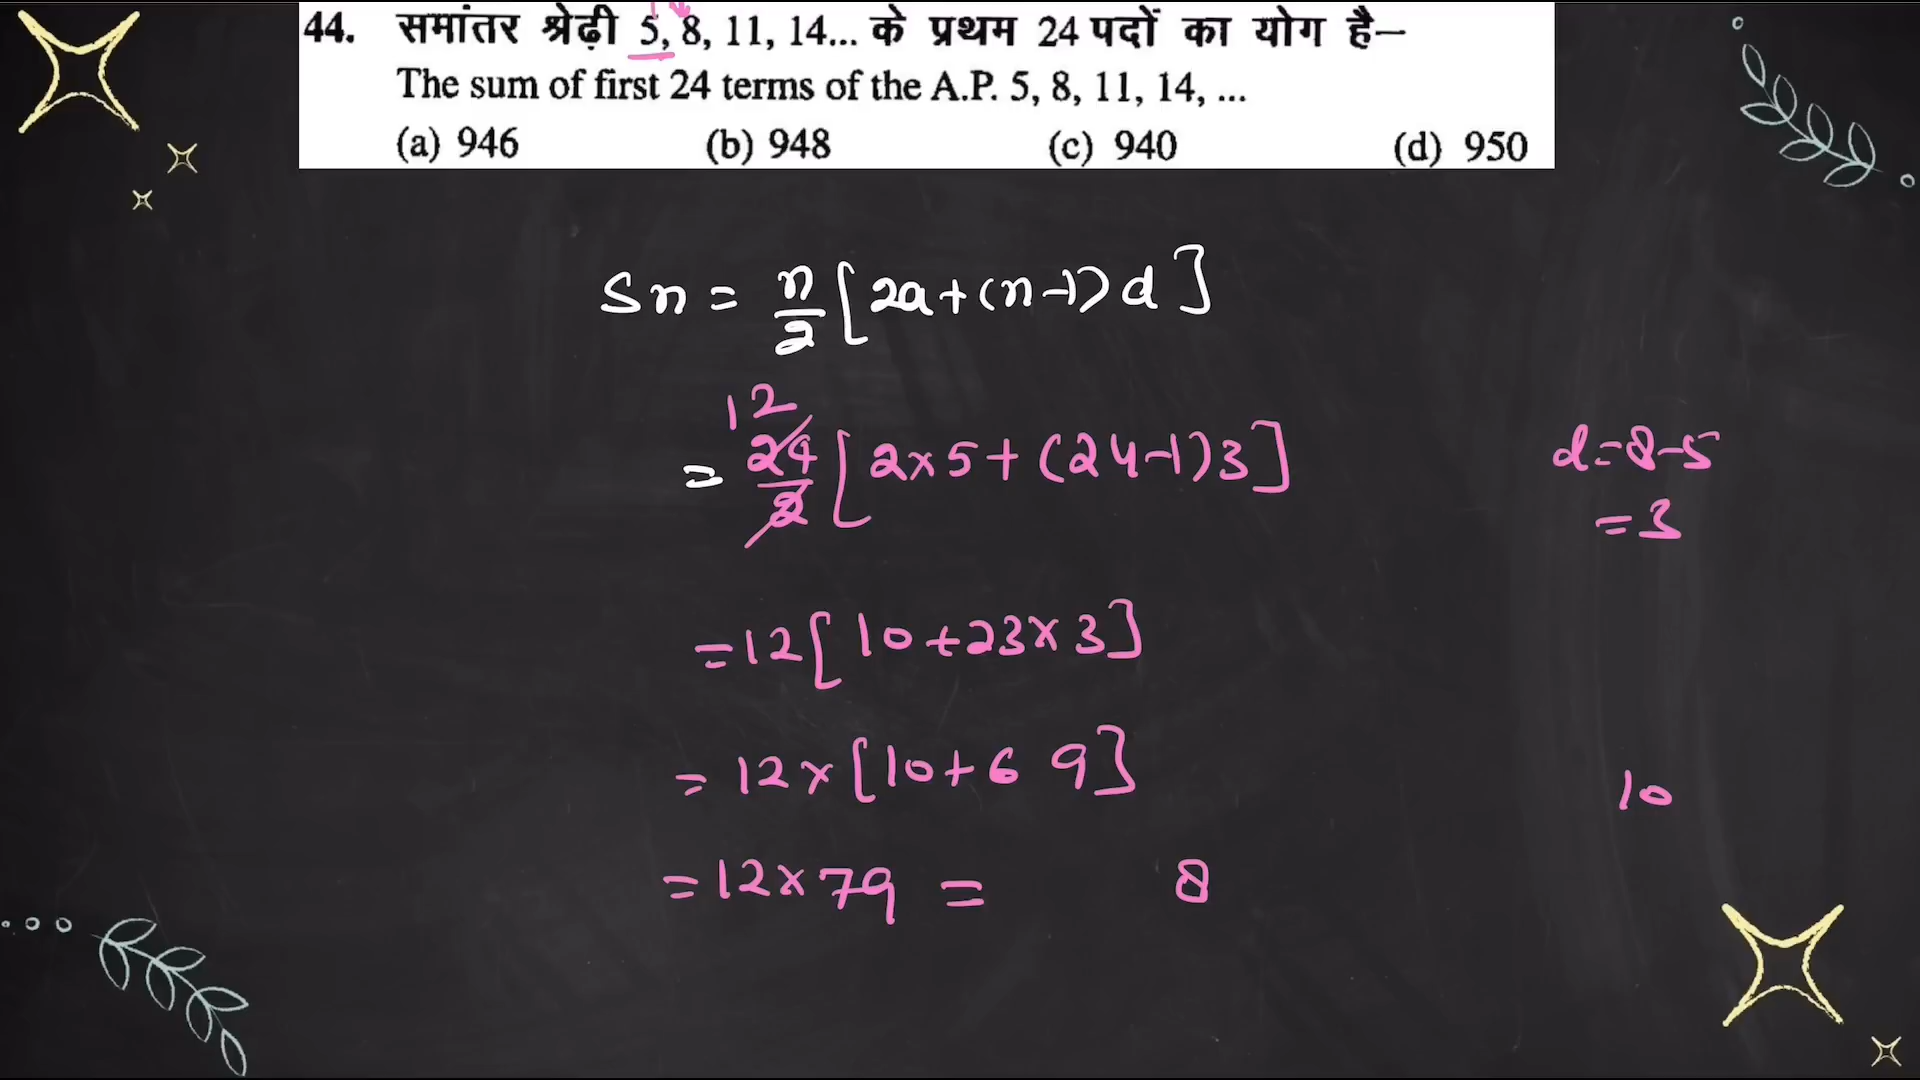 44. समांतर श्रेढ़ी 5, 8, 11, 14... के प्रथम 24 पदों का योग है–
The sum of first 24 terms of the A.P. 5, 8, 11, 14, ...
(a) 946 (b) 948 (c) 940 (d) 950
Sn = n/2 [2a+(n-1)d]
12
= 24/2 [2×5+(24-1)3]
d=8-5
=3
=12[10+23×3]
=12×[10+69]
10
=12×79 = 8